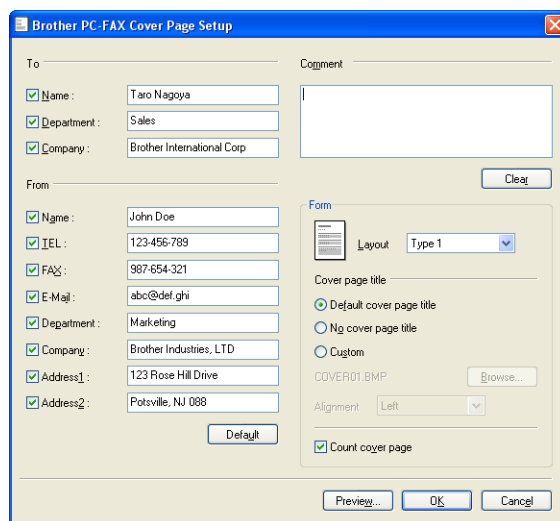 Brother PC-FAX Cover Page Setup
To
Name : Taro Nagoya
Department : Sales
Company : Brother International Corp
From
Name : John Doe
TEL : 123-456-789
FAX : 987-654-321
E-Mail : abc@def.ghi
Department : Marketing
Company : Brother Industries, LTD
Address1 : 123 Rose Hill Drive
Address2 : Potsville, NJ 088
Default
Comment
Clear
Form
Layout Type 1
Cover page title
Default cover page title
No cover page title
Custom
COVER01.BMP Browse...
Alignment Left
Count cover page
Preview... OK Cancel